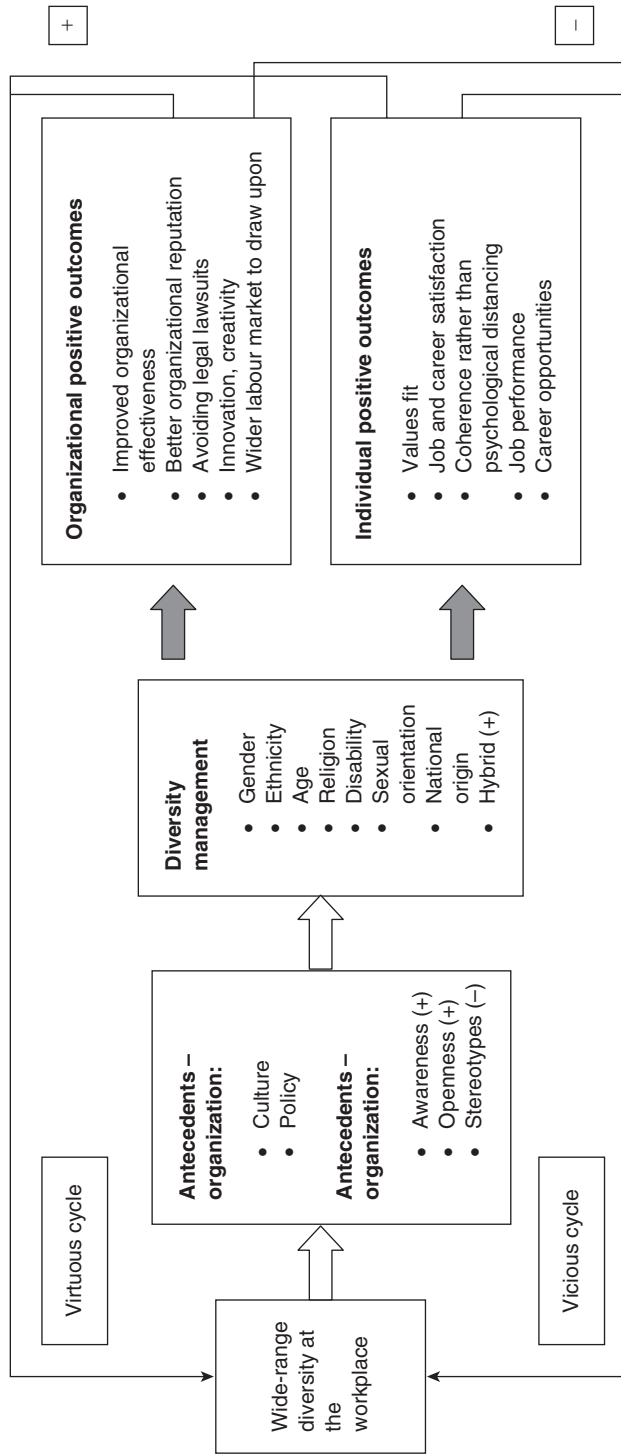 Virtuous cycle
Wide-range
diversity at
the
workplace
Vicious cycle
Antecedents –
organization:
• Culture
• Policy
Antecedents –
organization:
• Awareness (+)
• Openness (+)
• Stereotypes (–)
Diversity
management
• Gender
• Ethnicity
• Age
• Religion
• Disability
• Sexual
orientation
• National
origin
• Hybrid (+)
Organizational positive outcomes
• Improved organizational
effectiveness
• Better organizational reputation
• Avoiding legal lawsuits
• Innovation, creativity
• Wider labour market to draw upon
Individual positive outcomes
• Values fit
• Job and career satisfaction
• Coherence rather than
psychological distancing
• Job performance
• Career opportunities
+
–